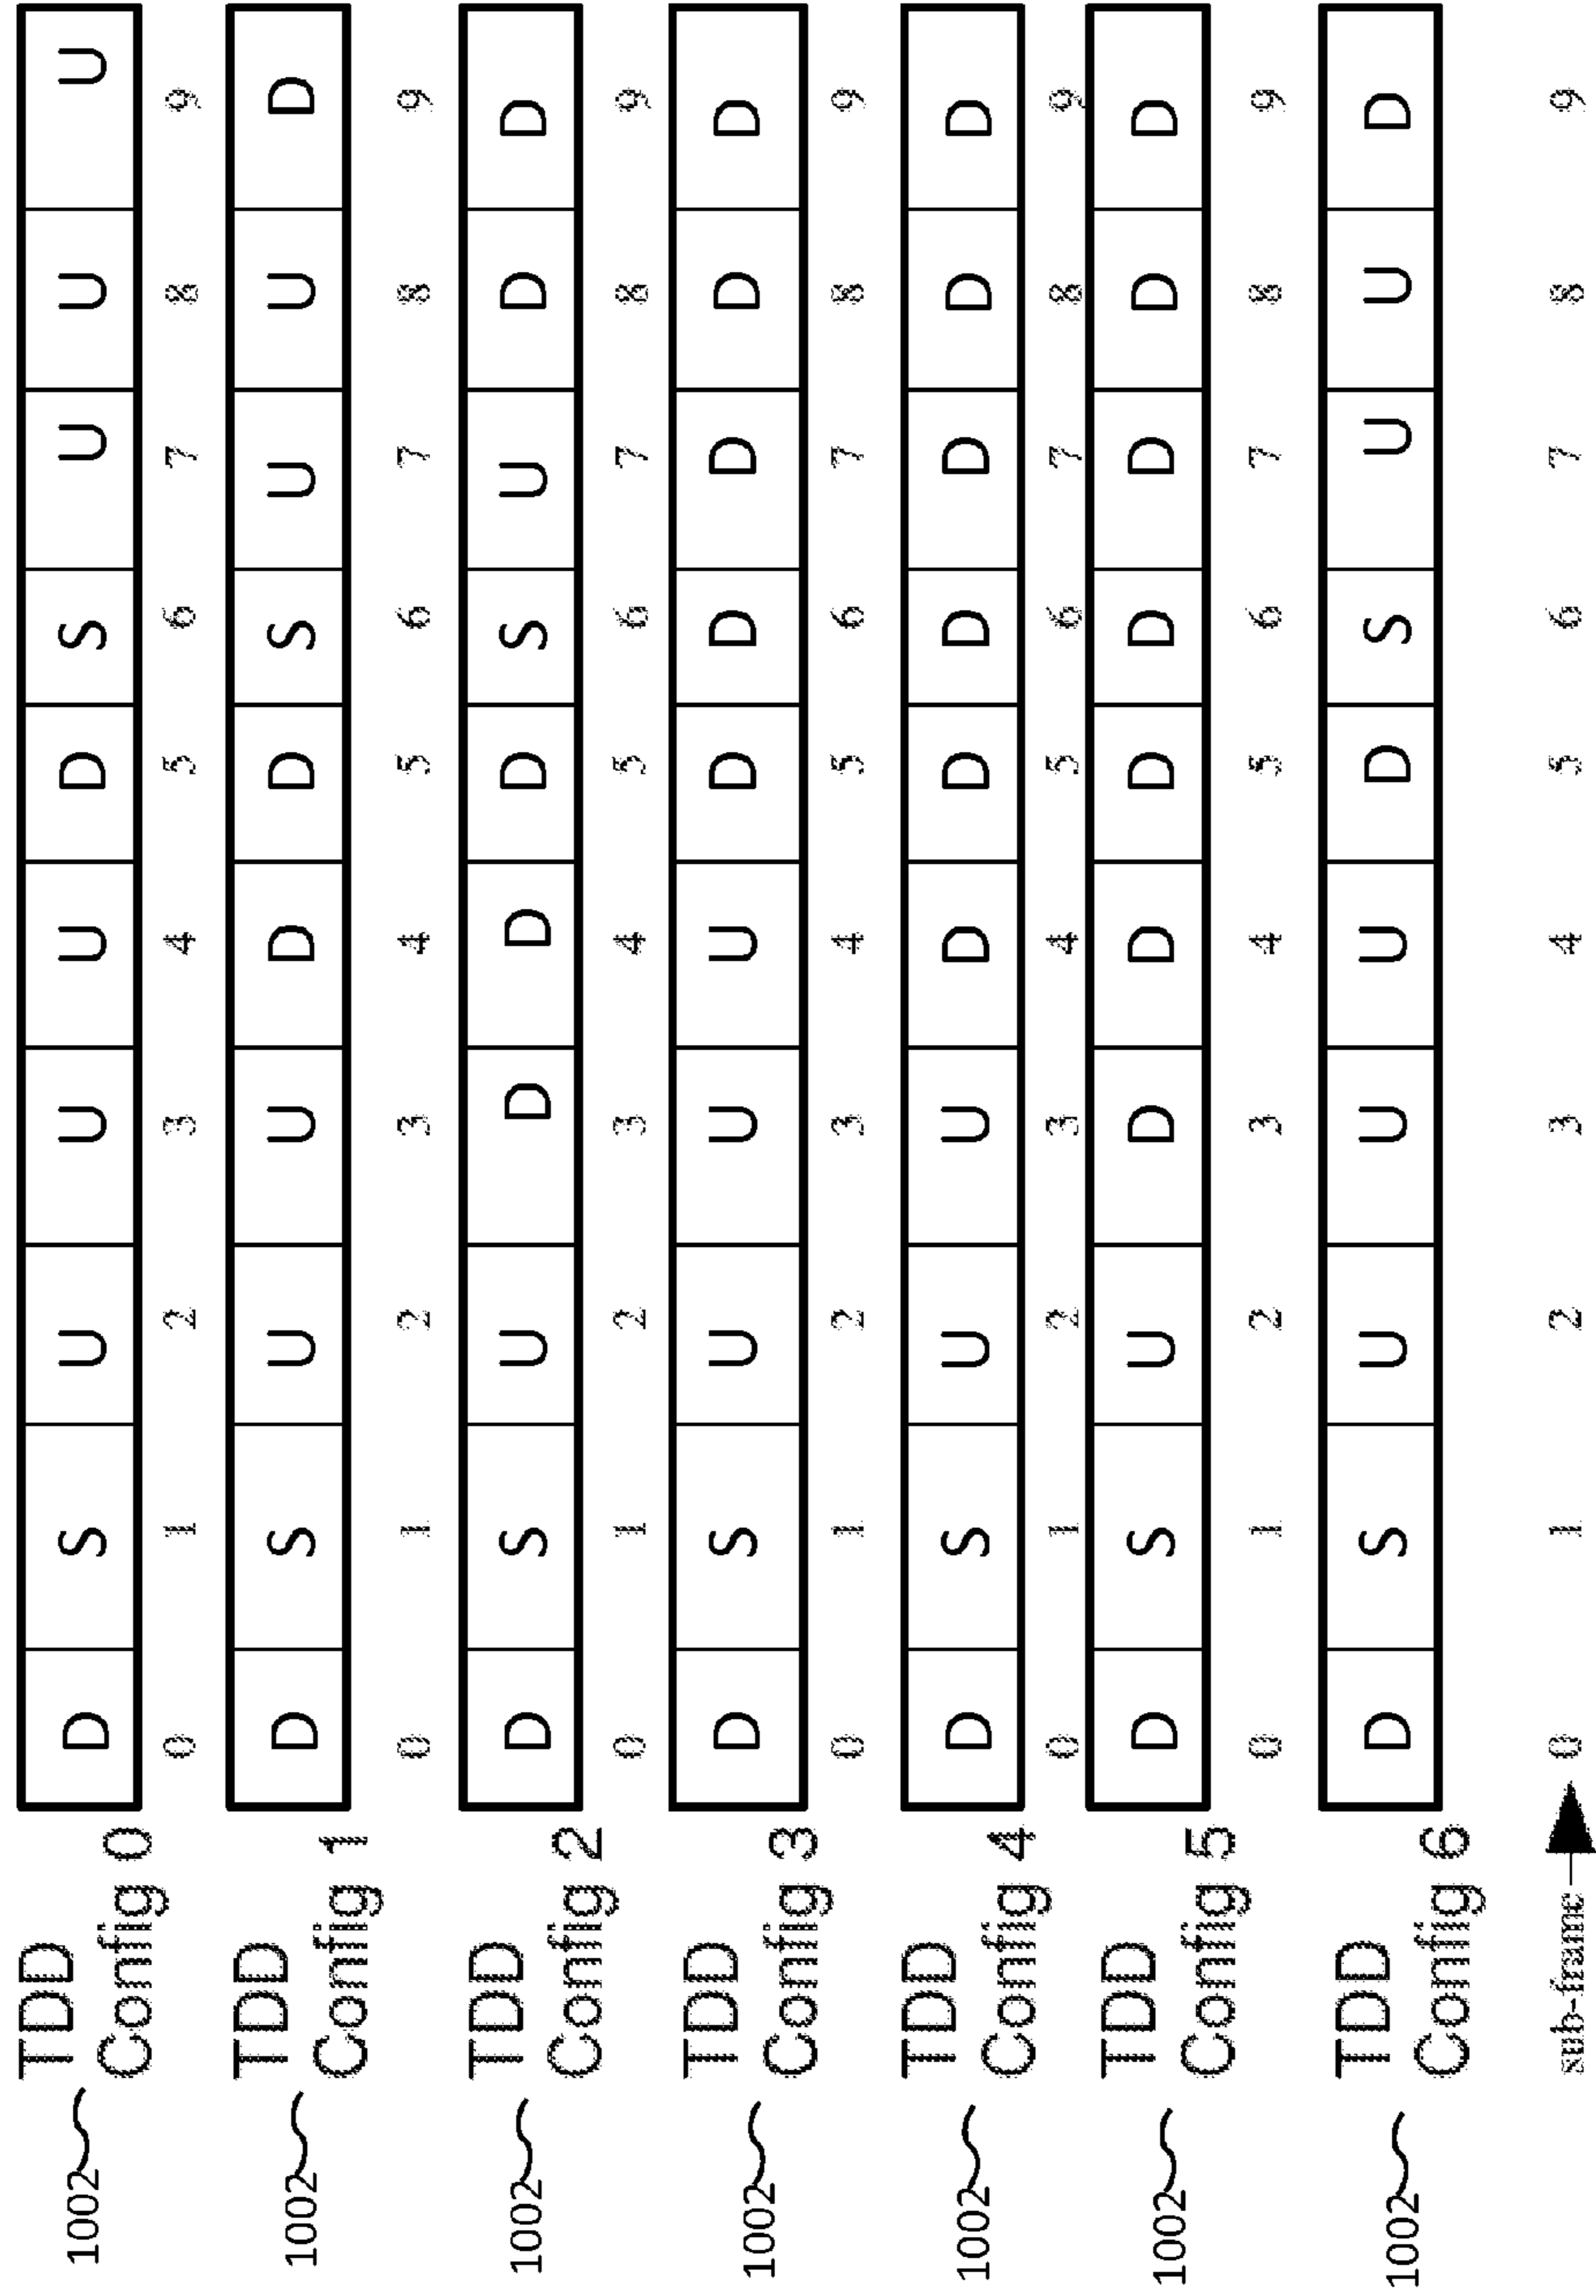 1002 TDD Config 0 D S U U U D S U U U
0 1 2 3 4 5 6 7 8 9
1002 TDD Config 1 D S U U D D S U U D
0 1 2 3 4 5 6 7 8 9
1002 TDD Config 2 D S U D D D S U D D
0 1 2 3 4 5 6 7 8 9
1002 TDD Config 3 D S U U U D D D D D
0 1 2 3 4 5 6 7 8 9
1002 TDD Config 4 D S U U D D D D D D
0 1 2 3 4 5 6 7 8 9
1002 TDD Config 5 D S U D D D D D D D
0 1 2 3 4 5 6 7 8 9
1002 TDD Config 6 D S U U U D S U U D
sub-frame 0 1 2 3 4 5 6 7 8 9